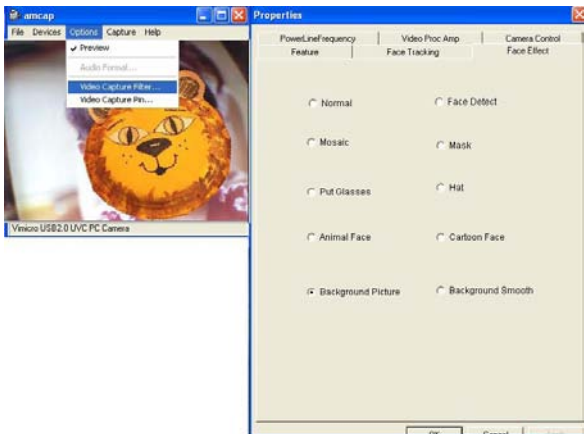 amcap
File Devices Options Capture Help
Preview
Audio Format...
Video Capture Filter...
Video Capture Pin...
Vimicro USB2.0 UVC PC Camera
Properties
PowerLineFrequency Video Proc Amp Camera Control
Feature Face Tracking Face Effect
Normal Face Detect
Mosaic Mask
Put Glasses Hat
Animal Face Cartoon Face
Background Picture Background Smooth
OK Cancel Apply